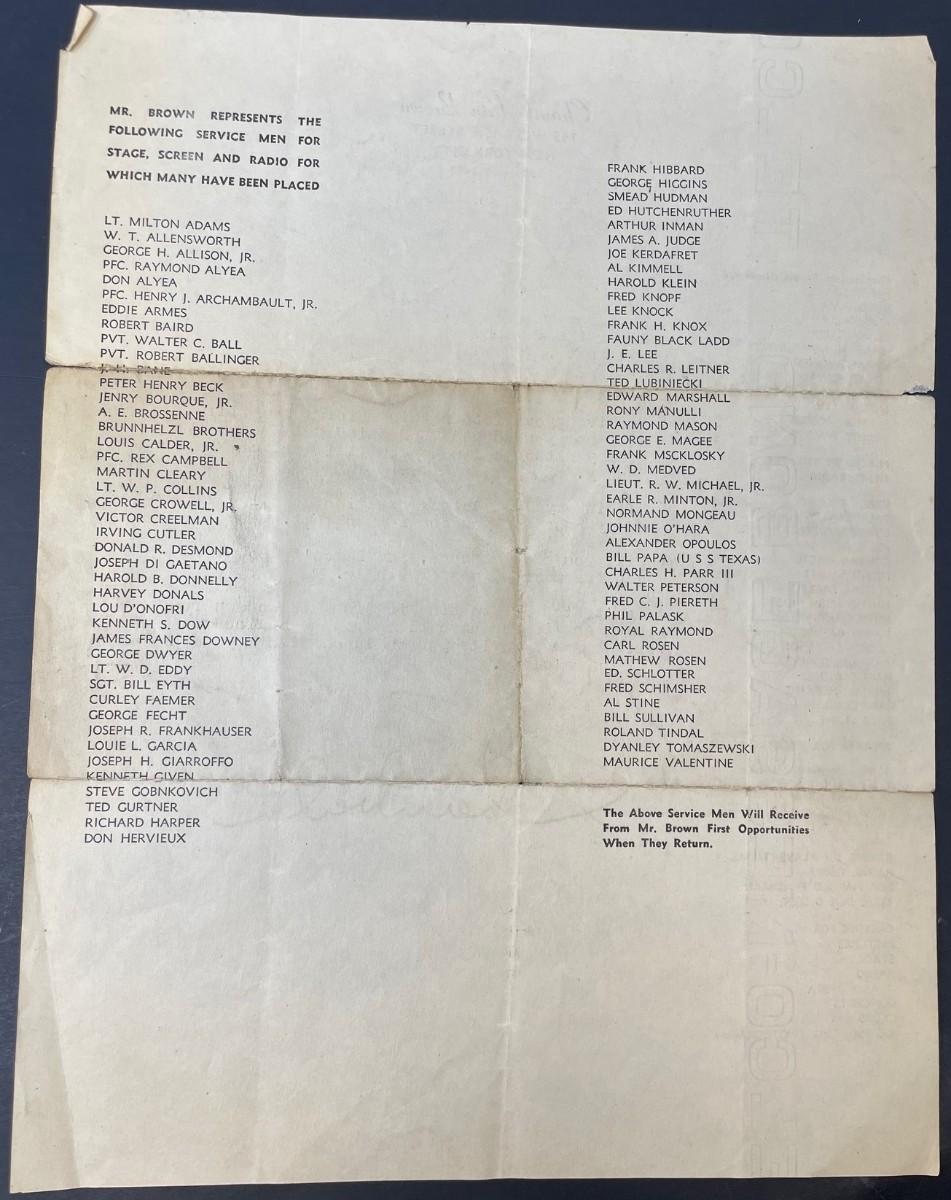 MR. BROWN REPRESENTS THE
FOLLOWING SERVICE MEN FOR
STAGE, SCREEN AND RADIO FOR
WHICH MANY HAVE BEEN PLACED
LT. MILTON ADAMS
W. T. ALLENSWORTH
GEORGE H. ALLISON, JR.
PFC. RAYMOND ALYEA
DON ALYEA
PFC. HENRY J. ARCHAMBAULT, JR.
EDDIE ARMES
ROBERT BAIRD
PVT. WALTER C. BALL
PVT. ROBERT BALLINGER
J. H. BANE
PETER HENRY BECK
JENRY BOURQUE, JR.
A. E. BROSSENNE
BRUNNHELZL BROTHERS
LOUIS CALDER, JR.
PFC. REX CAMPBELL
MARTIN CLEARY
LT. W. P. COLLINS
GEORGE CROWELL, JR.
VICTOR CREELMAN
IRVING CUTLER
DONALD R. DESMOND
JOSEPH DI GAETANO
HAROLD B. DONNELLY
HARVEY DONALS
LOU D'ONOFRI
KENNETH S. DOW
JAMES FRANCES DOWNEY
GEORGE DWYER
LT. W. D. EDDY
SGT. BILL EYTH
CURLEY FAEMER
GEORGE FECHT
JOSEPH R. FRANKHAUSER
LOUIE L. GARCIA
JOSEPH H. GIARROFFO
KENNETH GIVEN
STEVE GOBNKOVICH
TED GURTNER
RICHARD HARPER
DON HERVIEUX
FRANK HIBBARD
GEORGE HIGGINS
SMEAD HUDMAN
ED HUTCHENRUTHER
ARTHUR INMAN
JAMES A. JUDGE
JOE KERDAFRET
AL KIMMELL
HAROLD KLEIN
FRED KNOPF
LEE KNOCK
FRANK H. KNOX
FAUNY BLACK LADD
J. E. LEE
CHARLES R. LEITNER
TED LUBINIECKI
EDWARD MARSHALL
RONY MANULLI
RAYMOND MASON
GEORGE E. MAGEE
FRANK MSCKLOSKY
W. D. MEDVED
LIEUT. R. W. MICHAEL, JR.
EARLE R. MINTON, JR.
NORMAND MONGEAU
JOHNNIE O'HARA
ALEXANDER OPOULOS
BILL PAPA (U S S TEXAS)
CHARLES H. PARR III
WALTER PETERSON
FRED C. J. PIERETH
PHIL PALASK
ROYAL RAYMOND
CARL ROSEN
MATHEW ROSEN
ED. SCHLOTTER
FRED SCHIMSHER
AL STINE
BILL SULLIVAN
ROLAND TINDAL
DYANLEY TOMASZEWSKI
MAURICE VALENTINE
The Above Service Men Will Receive
From Mr. Brown First Opportunities
When They Return.